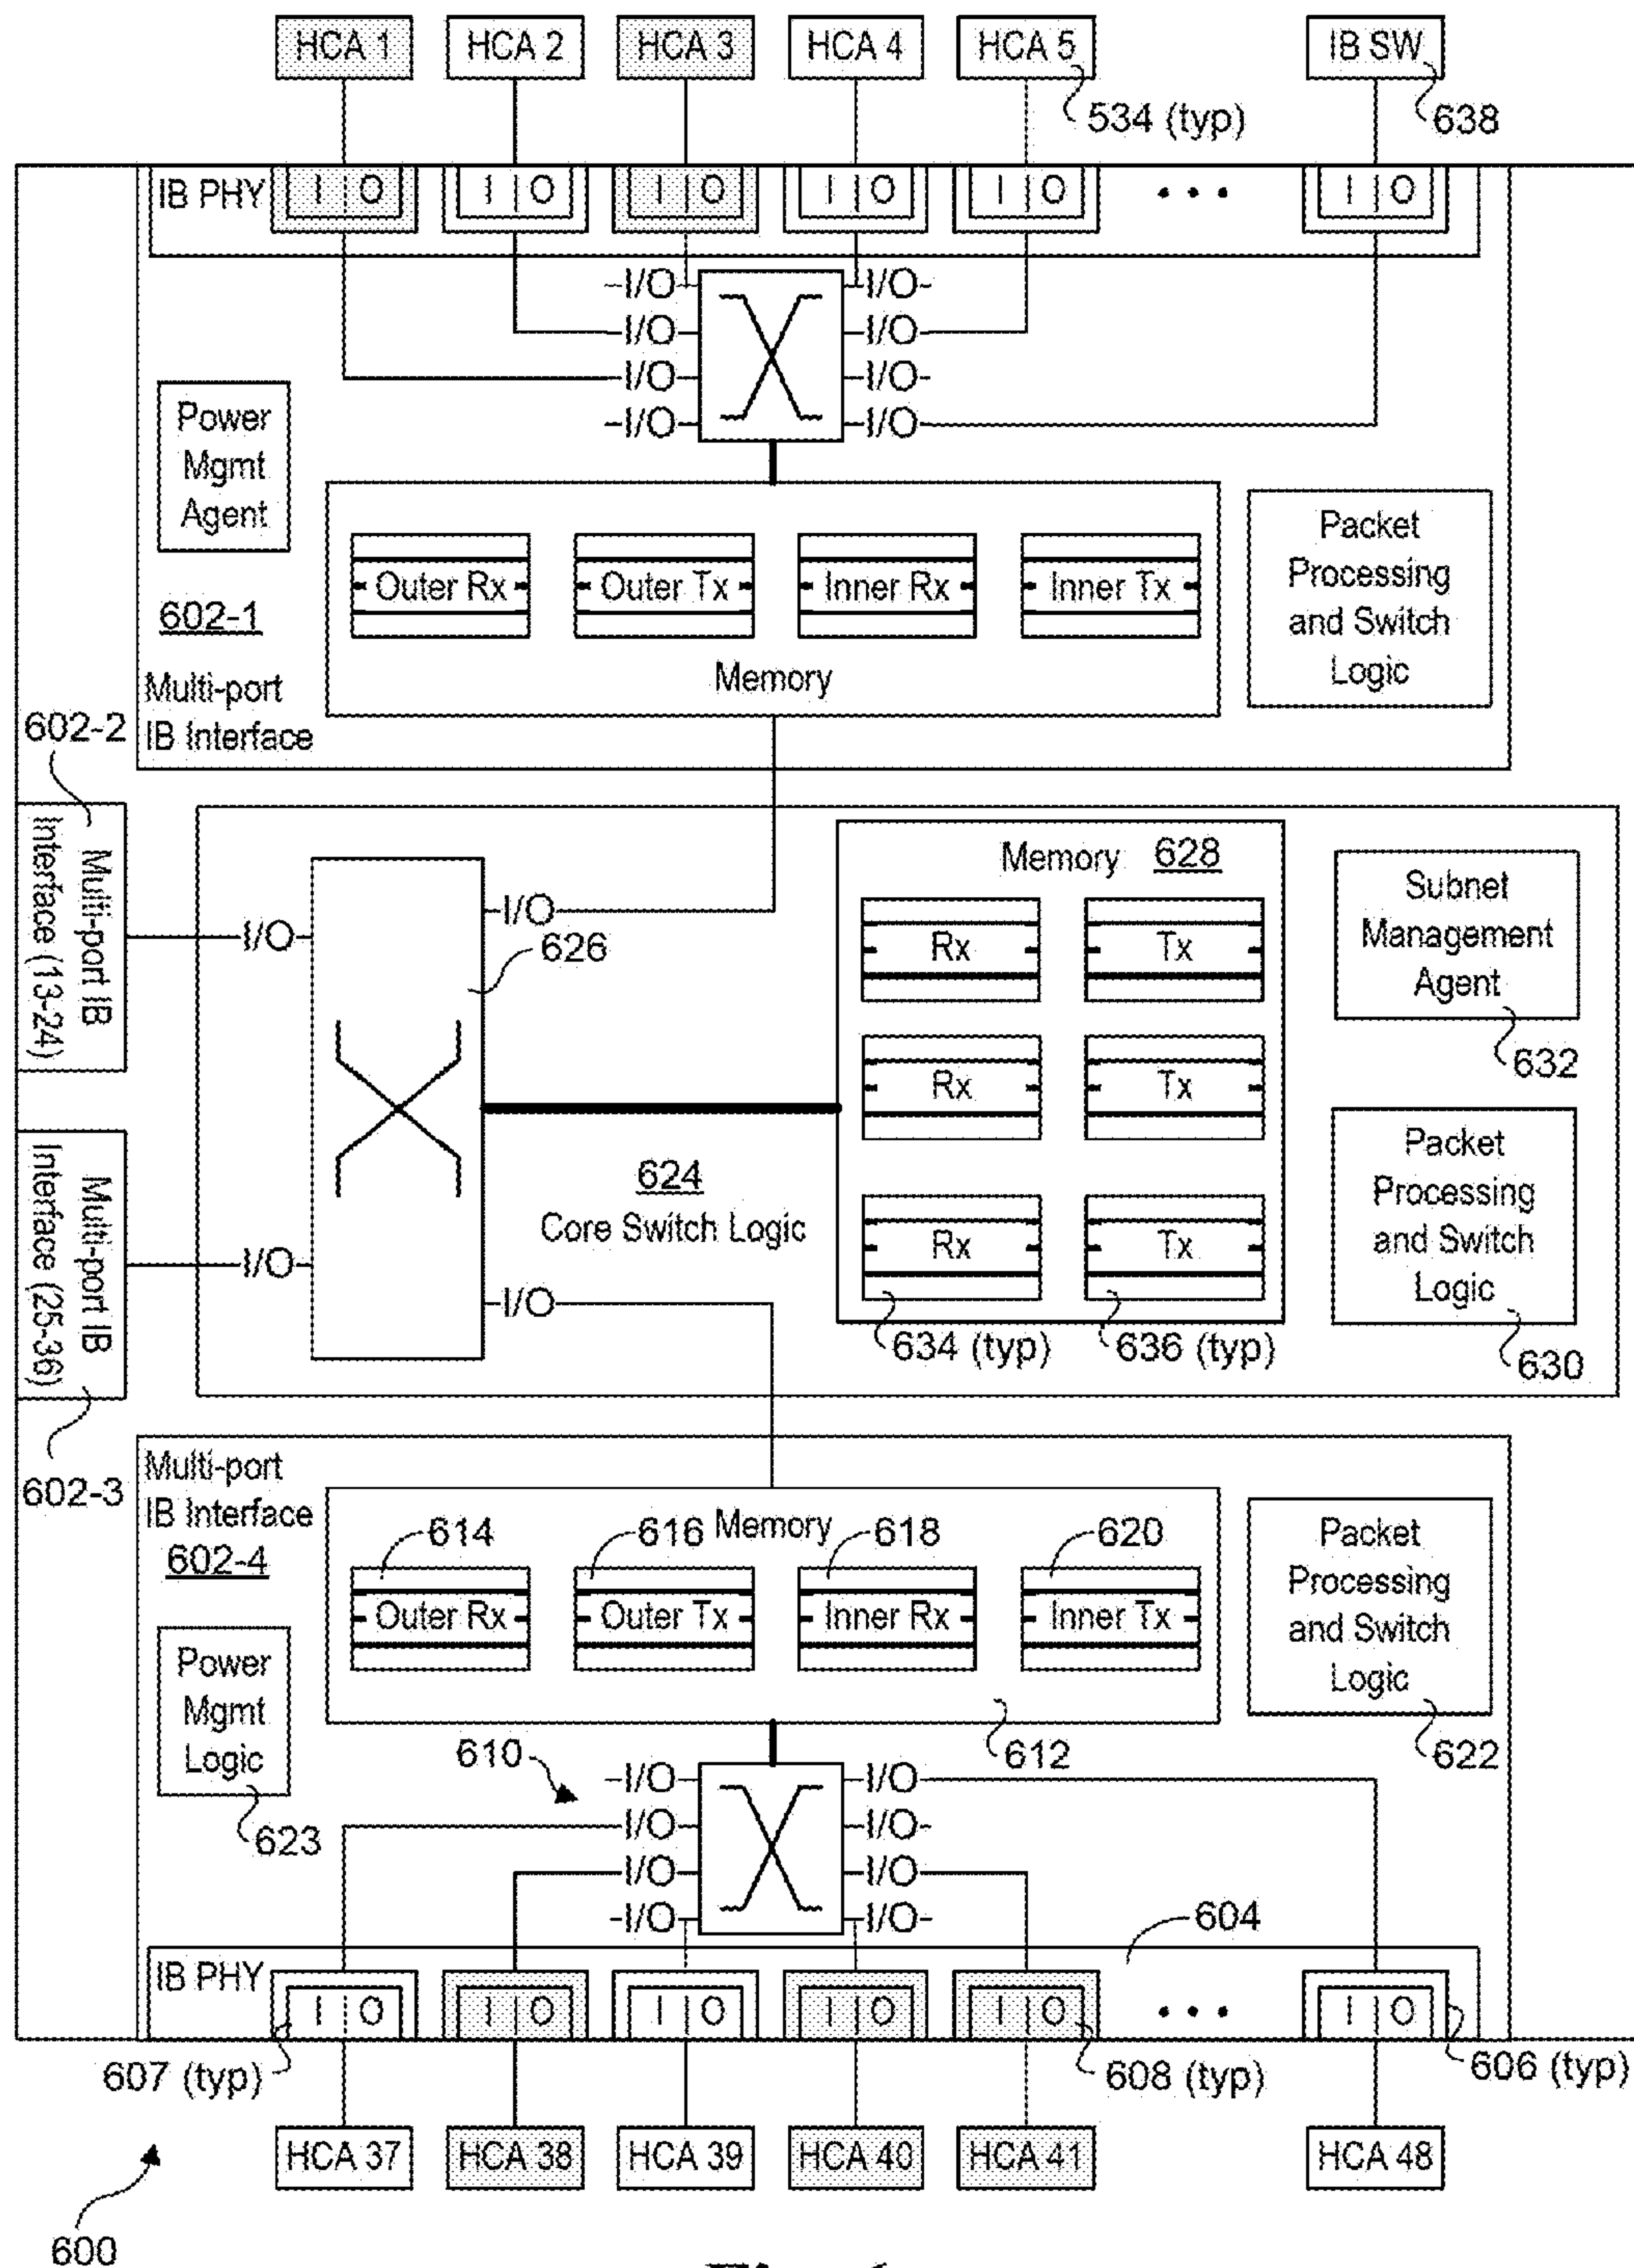 HCA 1 HCA 2 HCA 3 HCA 4 HCA 5 IB SW
534 (typ) 638
IB PHY I O I O I O I O I O • • • I O
I/O I/O
I/O I/O
I/O I/O
I/O I/O
Power
Mgmt
Agent
602-1
Multi-port
IB Interface
Outer Rx Outer Tx Inner Rx Inner Tx
Memory
Packet
Processing
and Switch
Logic
602-2
Multi-port IB
Interface (13-24)
Multi-port IB
Interface (25-36)
602-3
I/O
I/O
I/O
I/O
626
624
Core Switch Logic
Memory 628
Rx Tx
Rx Tx
Rx Tx
634 (typ) 636 (typ)
Subnet
Management
Agent
632
Packet
Processing
and Switch
Logic
630
Multi-port
IB Interface
602-4
Memory
614 616 618 620
Outer Rx Outer Tx Inner Rx Inner Tx
612
Packet
Processing
and Switch
Logic
622
Power
Mgmt
Logic
623
610
I/O I/O
I/O I/O
I/O I/O
I/O I/O
604
IB PHY I O I O I O I O I O • • • I O
607 (typ) 608 (typ) 606 (typ)
HCA 37 HCA 38 HCA 39 HCA 40 HCA 41 HCA 48
600